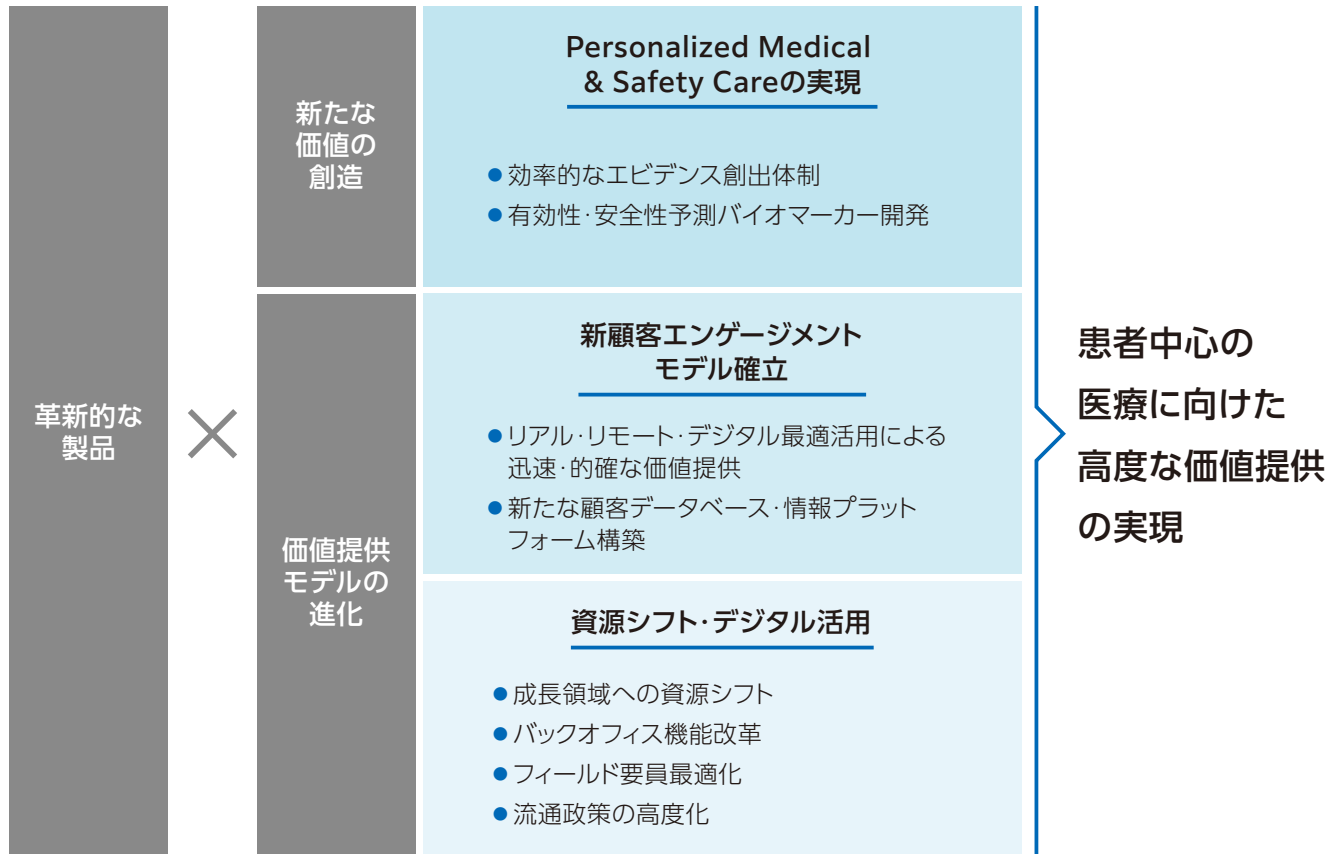 革新的な
製品
×
新たな
価値の
創造
Personalized Medical
& Safety Careの実現
●効率的なエビデンス創出体制
●有効性・安全性予測バイオマーカー開発
価値提供
モデルの
進化
新顧客エンゲージメント
モデル確立
●リアル・リモート・デジタル最適活用による
迅速・的確な価値提供
●新たな顧客データベース・情報プラット
フォーム構築
資源シフト・デジタル活用
●成長領域への資源シフト
●バックオフィス機能改革
●フィールド要員最適化
●流通政策の高度化
患者中心の
医療に向けた
高度な価値提供
の実現